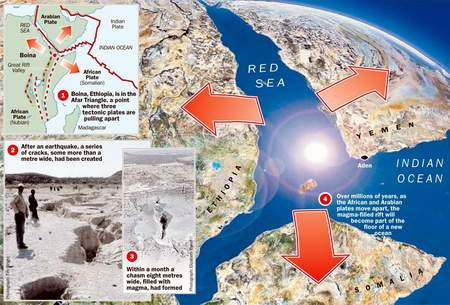 RED
SEA
Arabian
Plate
Indian
Plate
INDIAN OCEAN
Boina
Great Rift
Valley
African
Plate
(Somalian)
African
Plate
(Nubian)
Madagascar
1 Boina, Ethiopia, is in the
Afar Triangle, a point
where three
tectonic plates are
pulling apart
2 After an earthquake, a series
of cracks, some more than a
metre wide, had been created
3
Within a month a
chasm eight metres
wide, filled with
magma, had formed
RED
SEA
YEMEN
Aden
INDIAN
OCEAN
ETHIOPIA
4 Over millions of years, as
the African and Arabian
plates move apart, the
magma-filled rift will
become part of the
floor of a new
ocean
SOMALIA